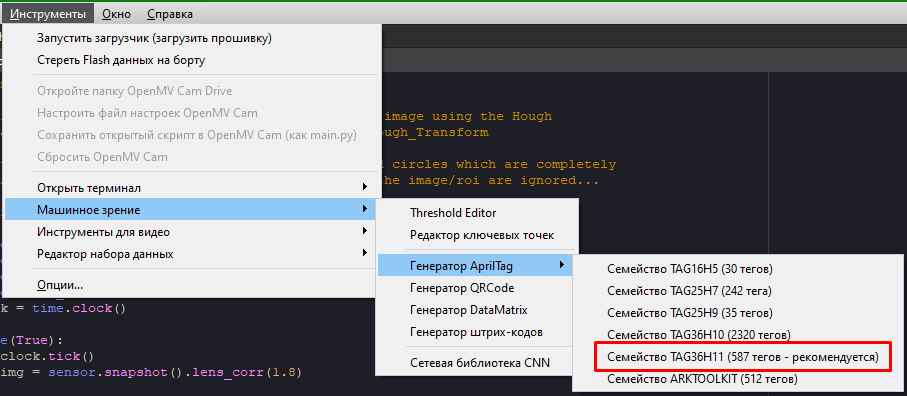 Инструменты Окно Справка
Запустить загрузчик (загрузить прошивку)
Стереть Flash данных на борту
Откройте папку OpenMV Cam Drive
Настроить файл настроек OpenMV Cam
Сохранить открытый скрипт в OpenMV Cam (как main.py)
Сбросить OpenMV Cam
Открыть терминал
Машинное зрение
Инструменты для видео
Редактор набора данных
Опции...
image using the Hough
ough_Transform
circles which are completely
he image/roi are ignored...
Threshold Editor
Редактор ключевых точек
Генератор AprilTag
Генератор QRCode
Генератор DataMatrix
Генератор штрих-кодов
Сетевая библиотека CNN
Семейство TAG16H5 (30 тегов)
Семейство TAG25H7 (242 тега)
Семейство TAG25H9 (35 тегов)
Семейство TAG36H10 (2320 тегов)
Семейство TAG36H11 (587 тегов - рекомендуется)
Семейство ARKTOOLKIT (512 тегов)
k = time.clock()
e(True):
clock.tick()
img = sensor.snapshot().lens_corr(1.8)